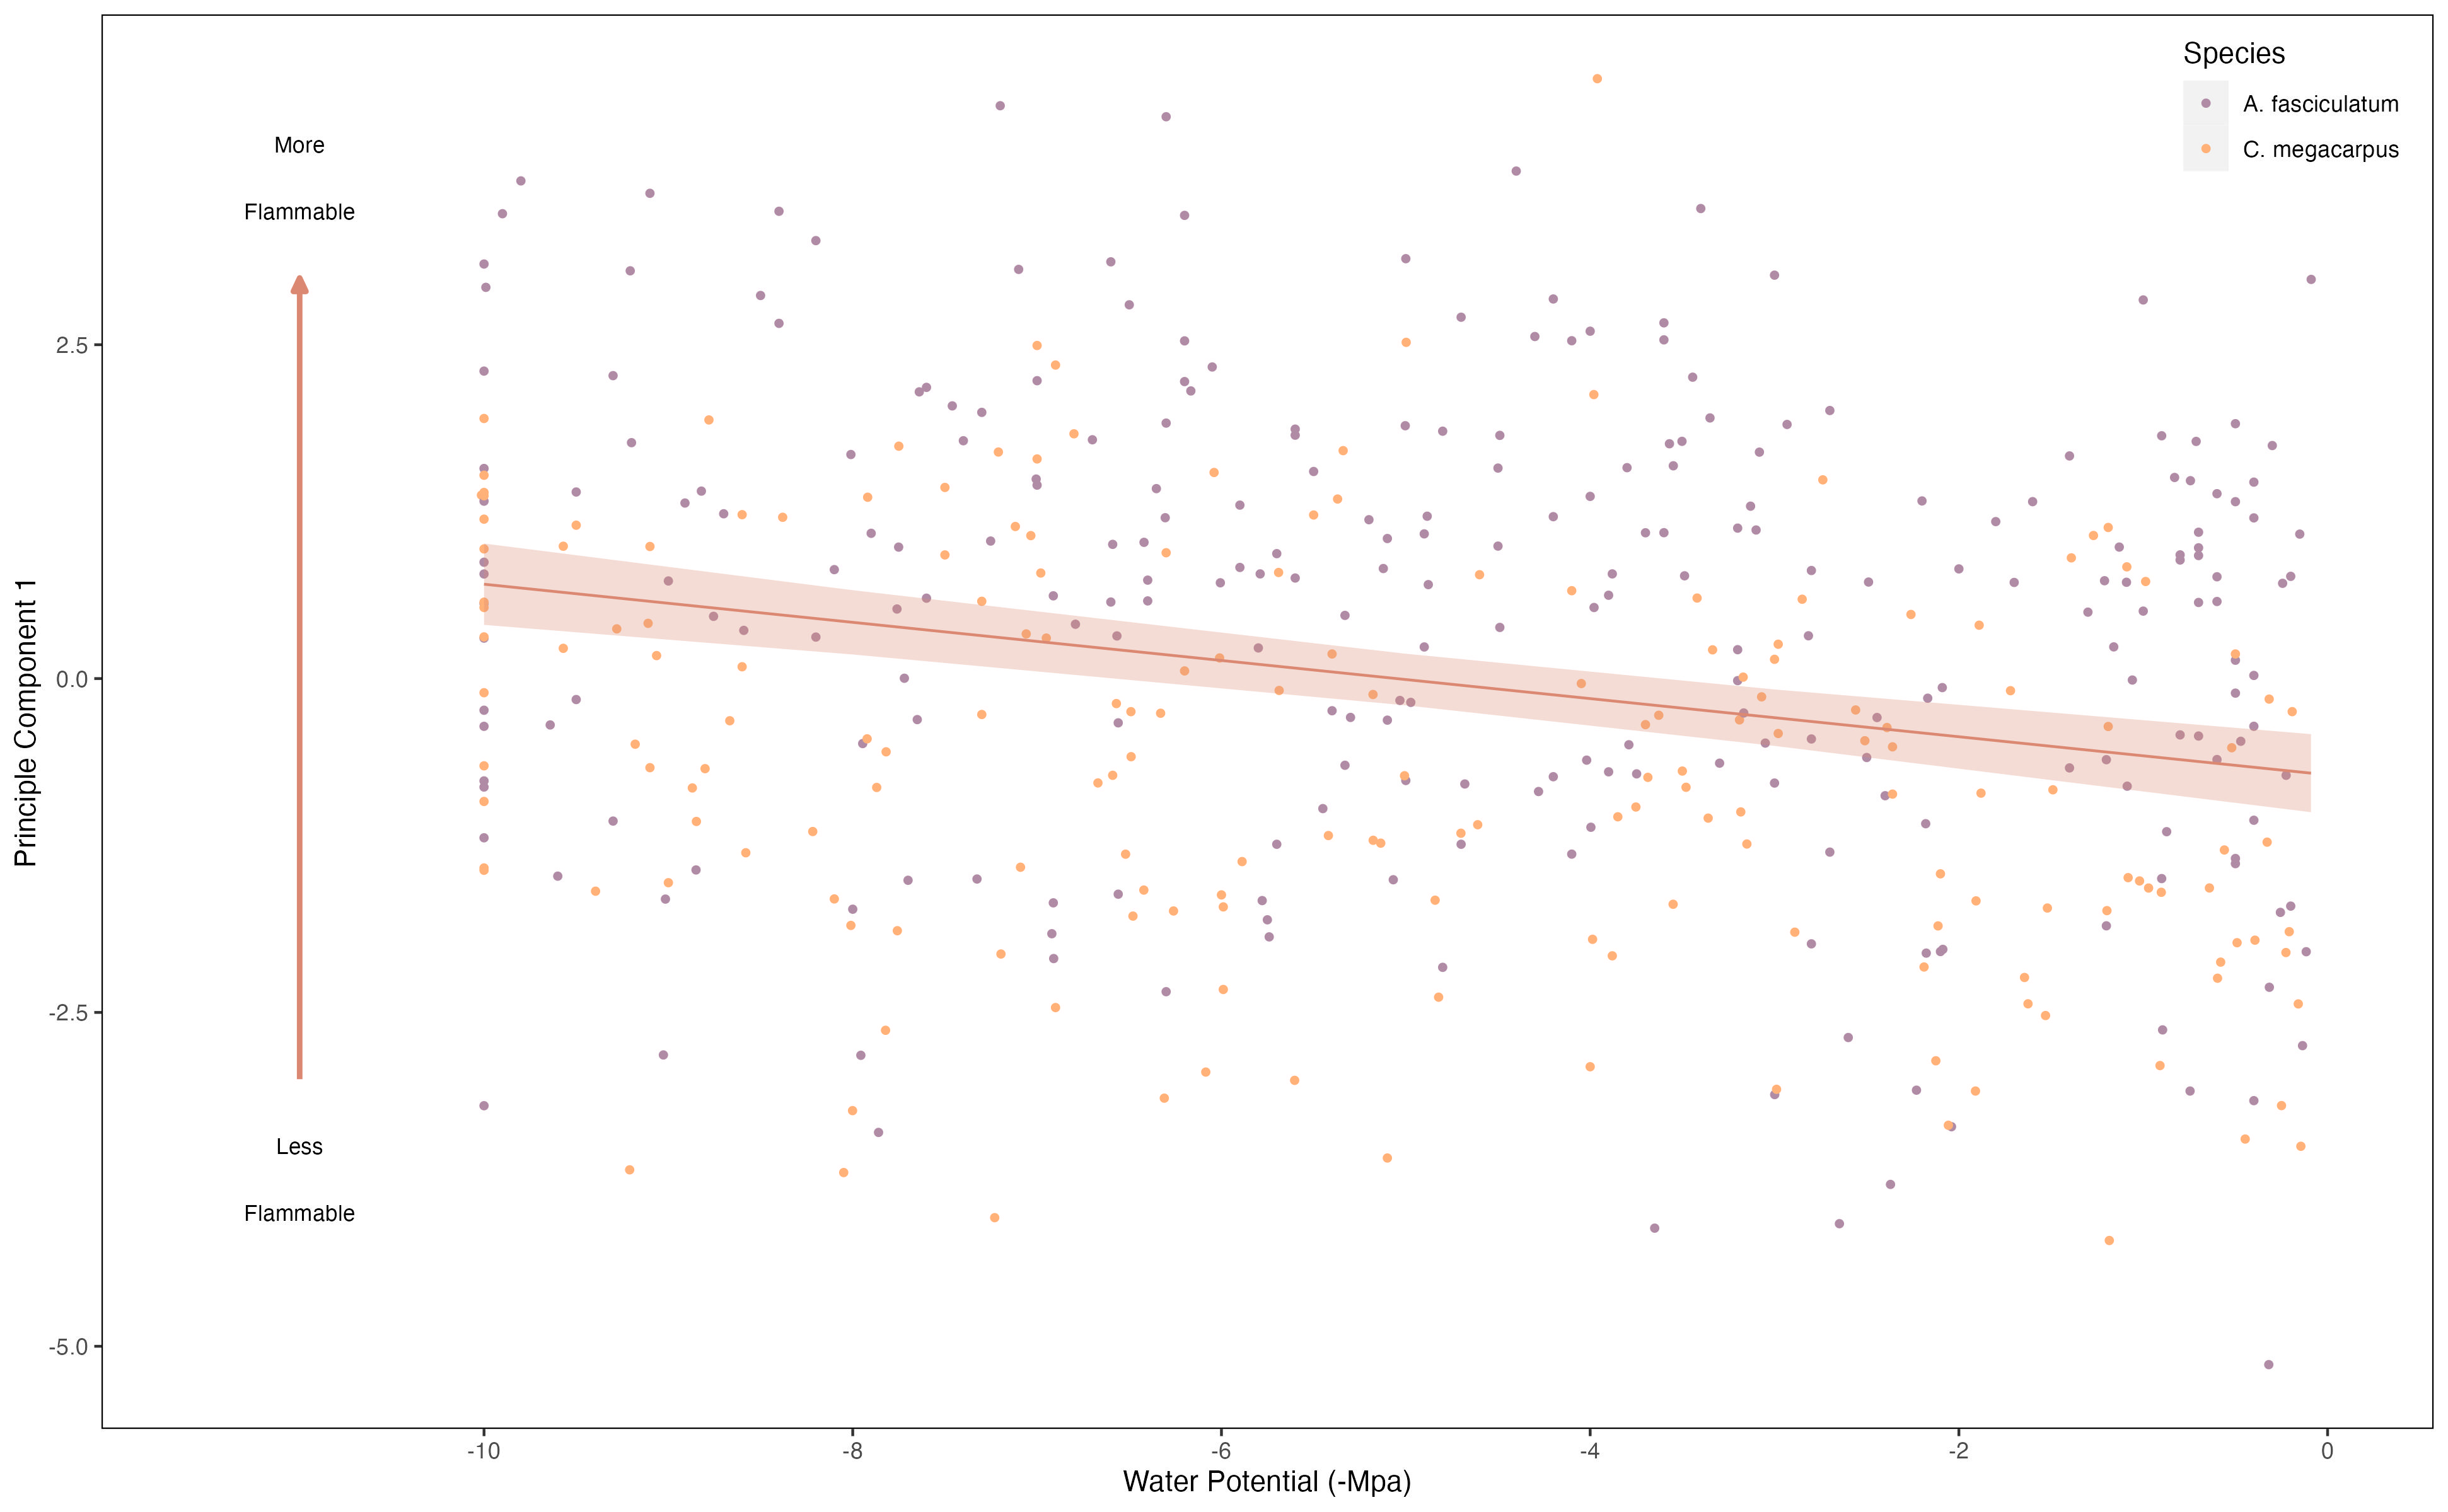 Species
A. fasciculatum
C. megacarpus
More
Flammable
Less
Flammable
2.5
0.0
-2.5
-5.0
Principle Component 1
-10
-8
-6
-4
-2
0
Water Potential (-Mpa)